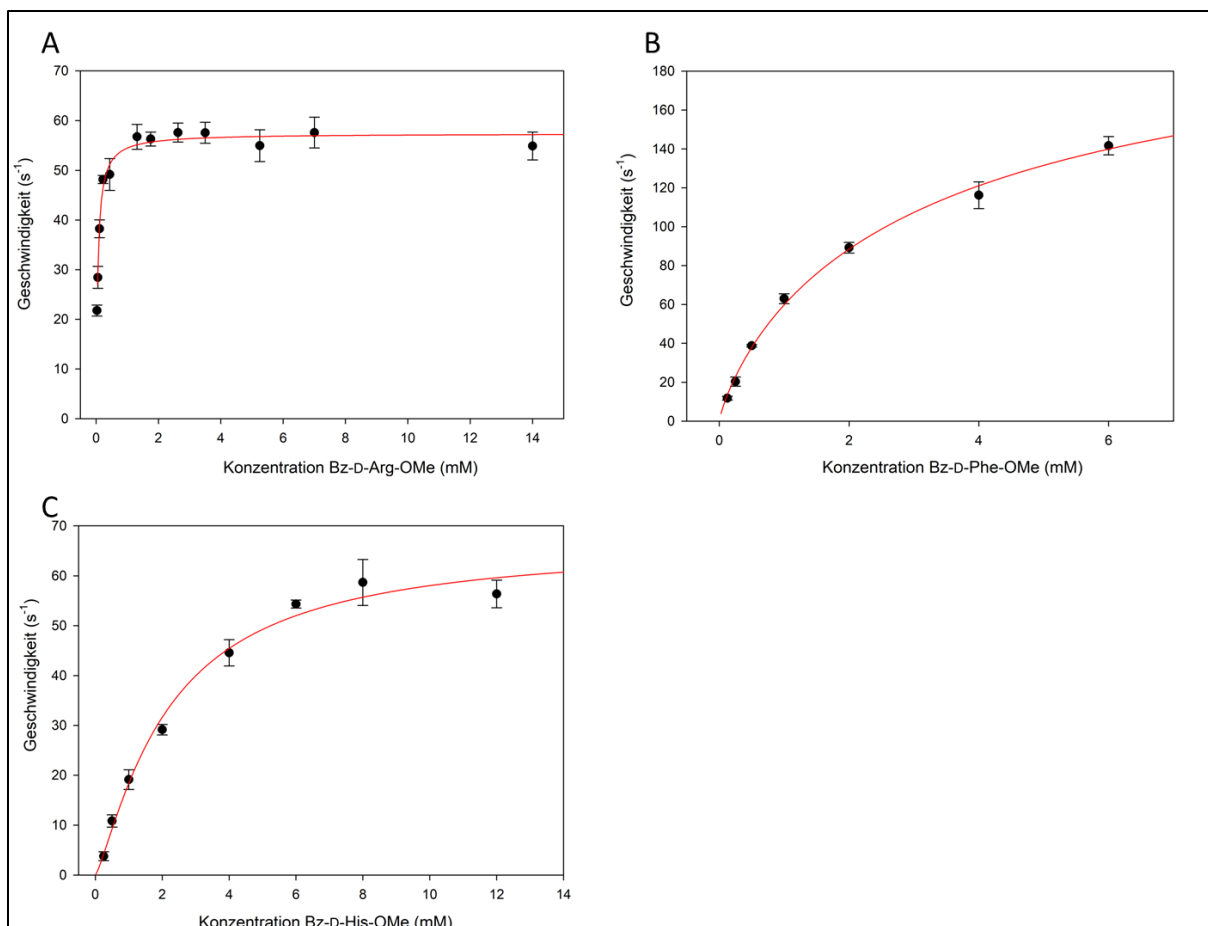 A
70
60
50
40
30
20
10
0
Geschwindigkeit (s⁻¹)
0 2 4 6 8 10 12 14
Konzentration Bz-D-Arg-OMe (mM)
B
180
160
140
120
100
80
60
40
20
0
Geschwindigkeit (s⁻¹)
0 2 4 6
Konzentration Bz-D-Phe-OMe (mM)
C
70
60
50
40
30
20
10
0
Geschwindigkeit (s⁻¹)
0 2 4 6 8 10 12 14
Konzentration Bz-D-His-OMe (mM)